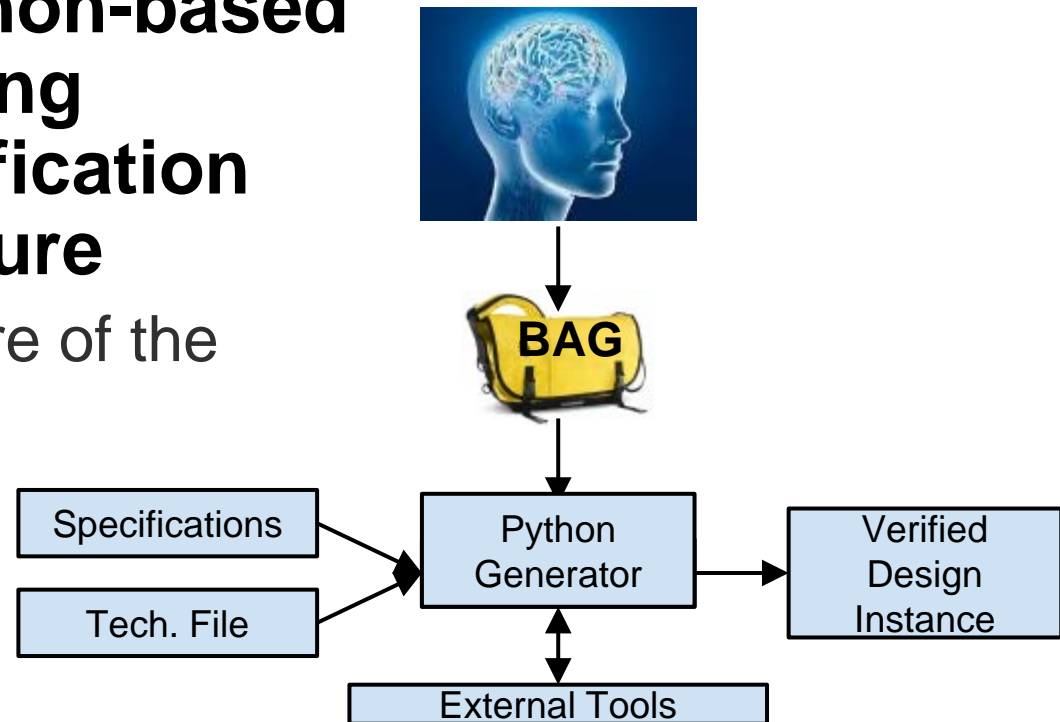 hon-based
ng
fication
ure
re of the
BAG
Specifications
Tech. File
Python
Generator
Verified
Design
Instance
External Tools